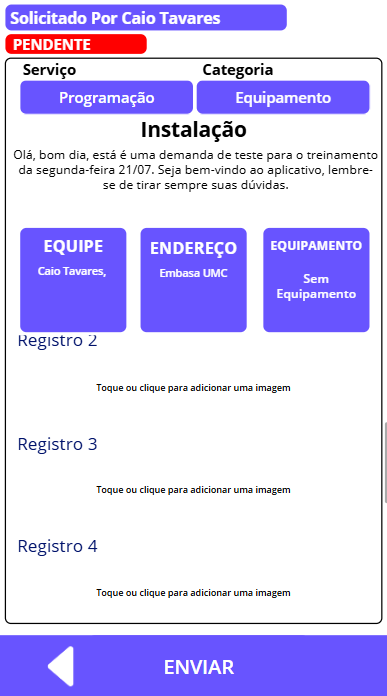 Solicitado Por Caio Tavares
PENDENTE
Serviço
Categoria
Programação
Equipamento
Instalação
Olá, bom dia, está é uma demanda de teste para o treinamento
da segunda-feira 21/07. Seja bem-vindo ao aplicativo, lembre-
se de tirar sempre suas dúvidas.
EQUIPE
Caio Tavares,
ENDEREÇO
Embasa UMC
EQUIPAMENTO
Sem
Equipamento
Registro 2
Toque ou clique para adicionar uma imagem
Registro 3
Toque ou clique para adicionar uma imagem
Registro 4
Toque ou clique para adicionar uma imagem
ENVIAR